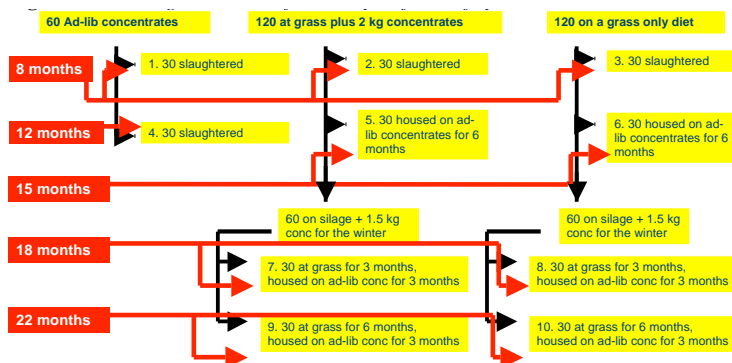 60 Ad-lib concentrates
120 at grass plus 2 kg concentrates
120 on a grass only diet
8 months
1. 30 slaughtered
2. 30 slaughtered
3. 30 slaughtered
12 months
4. 30 slaughtered
5. 30 housed on ad-
lib concentrates for 6
months
6. 30 housed on ad-
lib concentrates for 6
months
15 months
60 on silage + 1.5 kg
conc for the winter
60 on silage + 1.5 kg
conc for the winter
18 months
7. 30 at grass for 3 months,
housed on ad-lib conc for 3 months
8. 30 at grass for 3 months,
housed on ad-lib conc for 3 months
22 months
9. 30 at grass for 6 months,
housed on ad-lib conc for 3 months
10. 30 at grass for 6 months,
housed on ad-lib conc for 3 months